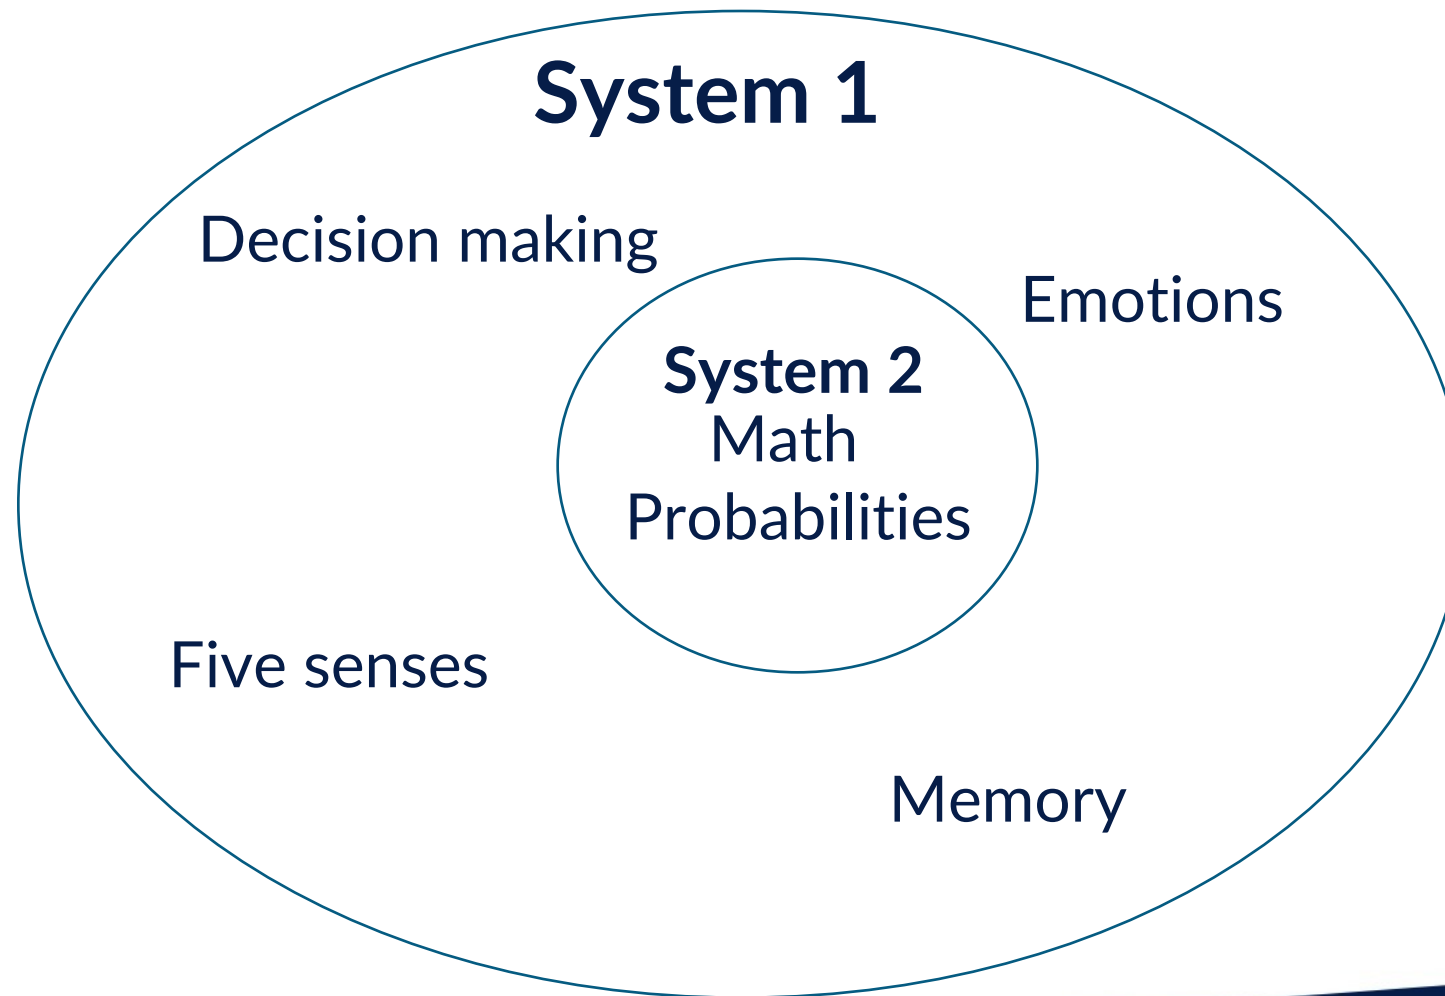 System 1
Decision making
Emotions
System 2
Math
Probabilities
Five senses
Memory